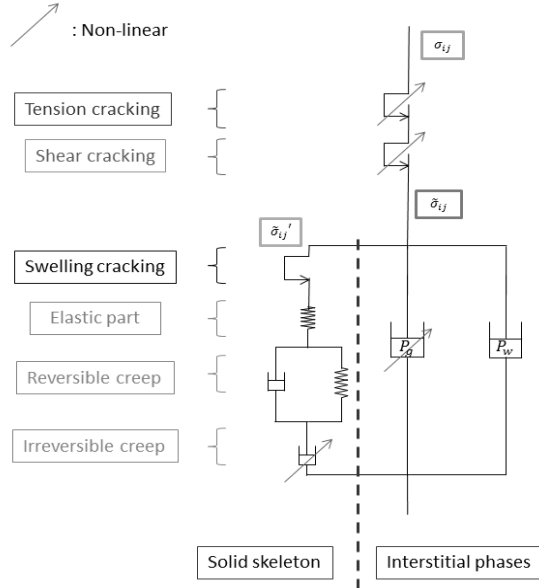 : Non-linear
σij
Tension cracking
Shear cracking
σ̃ij
σ̃ij′
Swelling cracking
Elastic part
Pg
Pw
Reversible creep
Irreversible creep
Solid skeleton
Interstitial phases